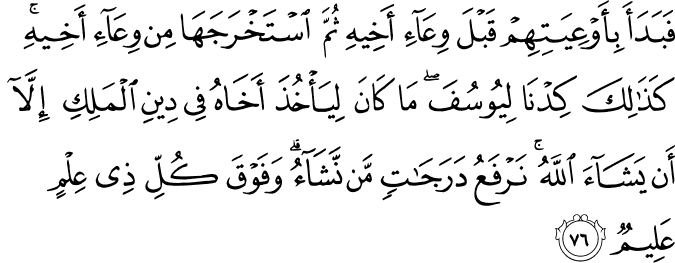 فَبَدَأَ بِأَوۡعِيَتِهِمۡ قَبۡلَ وِعَآءِ أَخِيهِ ثُمَّ ٱسۡتَخۡرَجَهَا مِن وِعَآءِ أَخِيهِۚ
كَذَٰلِكَ كِدۡنَا لِيُوسُفَۖ مَا كَانَ لِيَأۡخُذَ أَخَاهُ فِي دِينِ ٱلۡمَلِكِ إِلَّآ
أَن يَشَآءَ ٱللَّهُۚ نَرۡفَعُ دَرَجَٰتٖ مَّن نَّشَآءُۗ وَفَوۡقَ كُلِّ ذِي عِلۡمٍ
عَلِيمٞ ٧٦